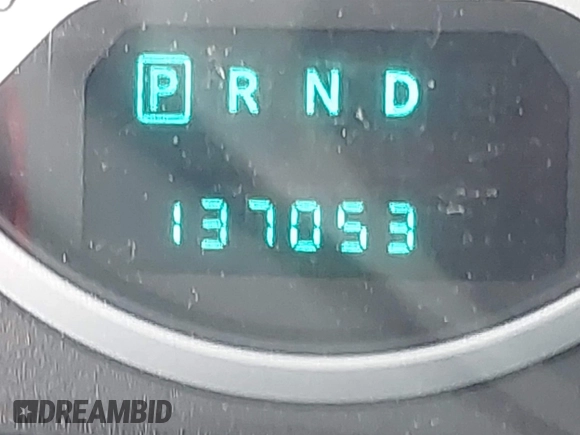 P R N D
137053
DREAMBID